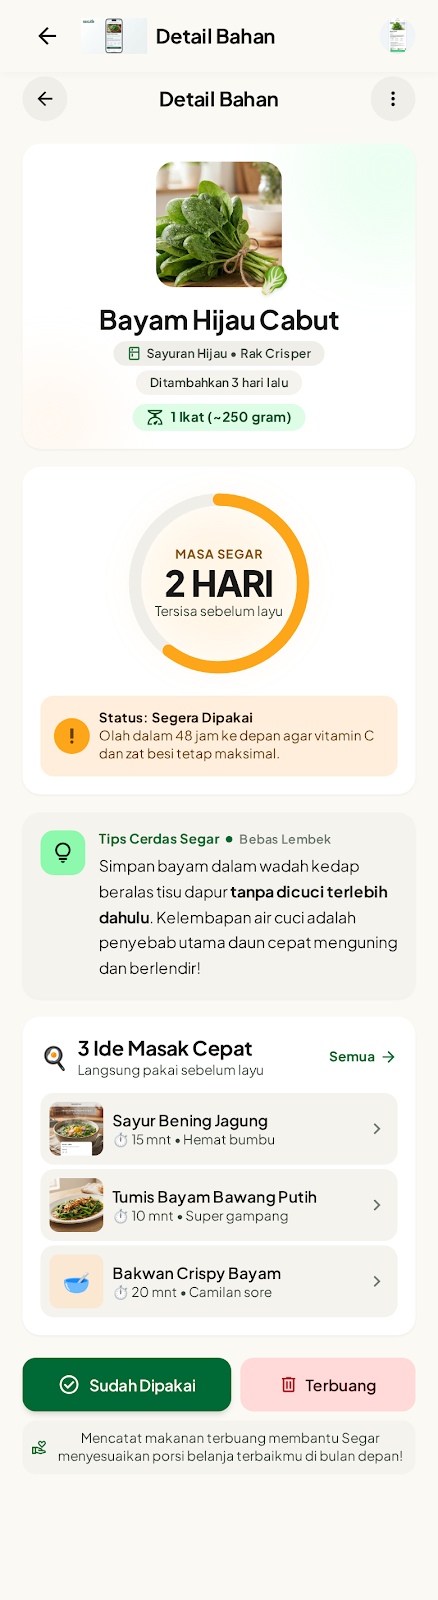 Detail Bahan
Detail Bahan
Bayam Hijau Cabut
Sayuran Hijau • Rak Crisper
Ditambahkan 3 hari lalu
1 Ikat (~250 gram)
MASA SEGAR
2 HARI
Tersisa sebelum layu
!
Status: Segera Dipakai
Olah dalam 48 jam ke depan agar vitamin C
dan zat besi tetap maksimal.
Tips Cerdas Segar • Bebas Lembek
Simpan bayam dalam wadah kedap
beralas tisu dapur tanpa dicuci terlebih
dahulu. Kelembapan air cuci adalah
penyebab utama daun cepat menguning
dan berlendir!
3 Ide Masak Cepat
Langsung pakai sebelum layu
Semua →
Sayur Bening Jagung
⏱️ 15 mnt • Hemat bumbu
Tumis Bayam Bawang Putih
⏱️ 10 mnt • Super gampang
Bakwan Crispy Bayam
⏱️ 20 mnt • Camilan sore
Sudah Dipakai
Terbuang
Mencatat makanan terbuang membantu Segar
menyesuaikan porsi belanja terbaikmu di bulan depan!